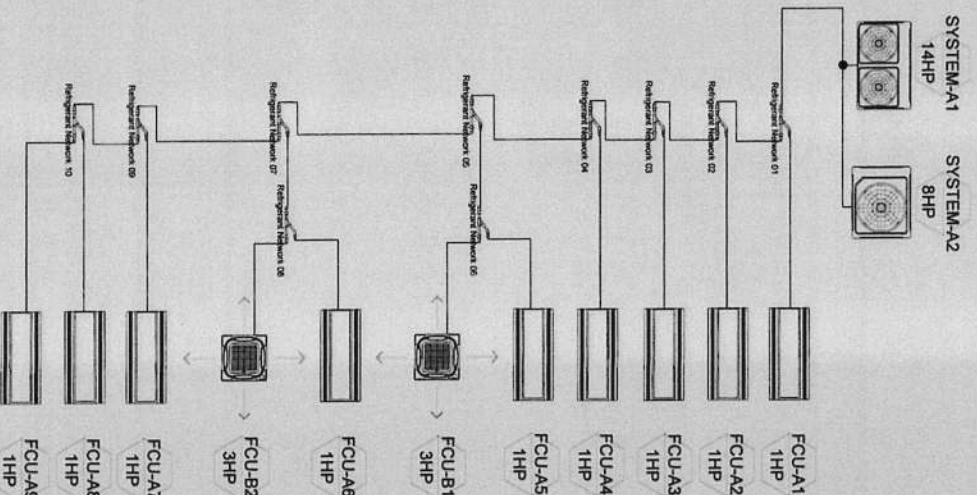 SYSTEM-A1
14HP
SYSTEM-A2
8HP
Refrigerant Network 01
FCU-A1
1HP
Refrigerant Network 02
FCU-A2
1HP
Refrigerant Network 03
FCU-A3
1HP
Refrigerant Network 04
FCU-A4
1HP
FCU-A5
1HP
Refrigerant Network 05
Refrigerant Network 06
FCU-B1
3HP
FCU-A6
1HP
Refrigerant Network 07
Refrigerant Network 08
FCU-B2
3HP
Refrigerant Network 09
FCU-A7
1HP
Refrigerant Network 10
FCU-A8
1HP
FCU-A9
1HP